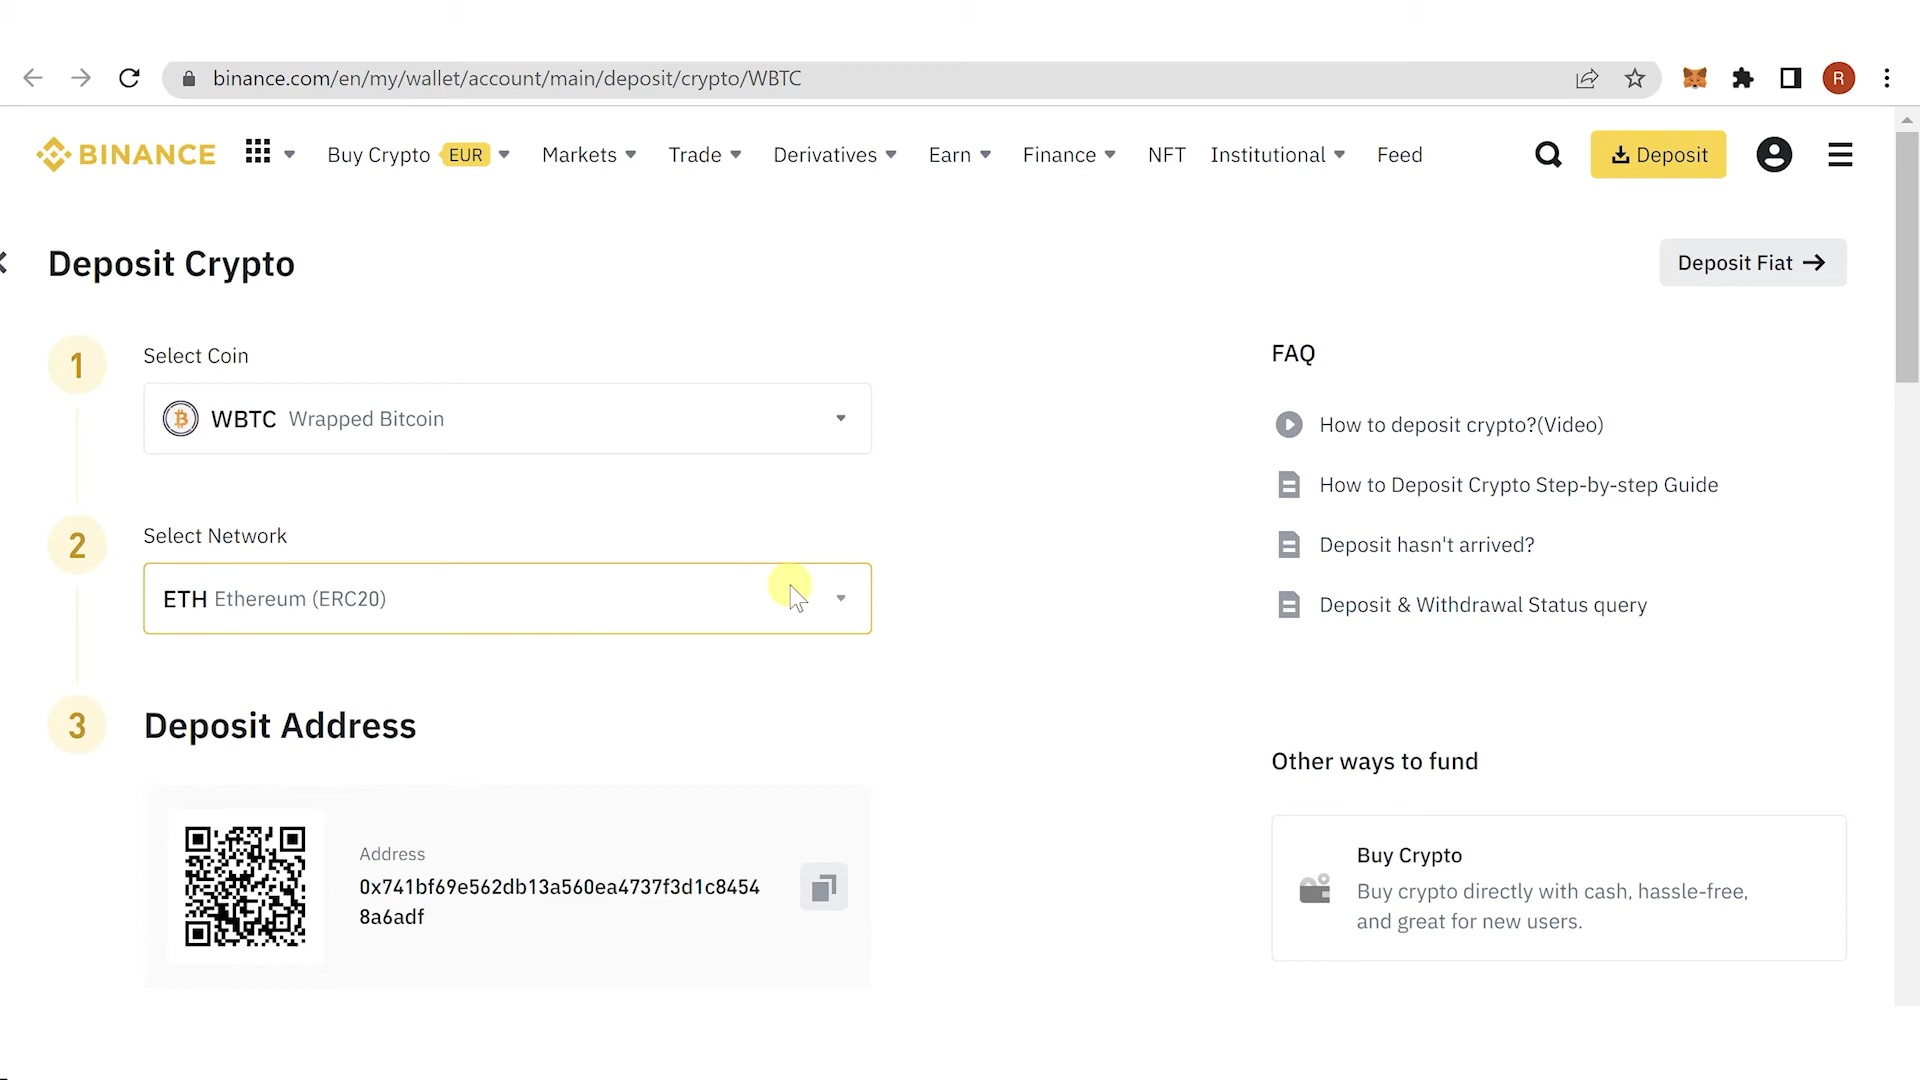 binance.com/en/my/wallet/account/main/deposit/crypto/WBTC
R
BINANCE
Buy Crypto EUR
Markets
Trade
Derivatives
Earn
Finance
NFT
Institutional
Feed
Deposit
Deposit Crypto
Deposit Fiat
1
Select Coin
WBTC Wrapped Bitcoin
2
Select Network
ETH Ethereum (ERC20)
3
Deposit Address
Address
0x741bf69e562db13a560ea4737f3d1c8454
8a6adf
FAQ
How to deposit crypto?(Video)
How to Deposit Crypto Step-by-step Guide
Deposit hasn't arrived?
Deposit & Withdrawal Status query
Other ways to fund
Buy Crypto
Buy crypto directly with cash, hassle-free,
and great for new users.